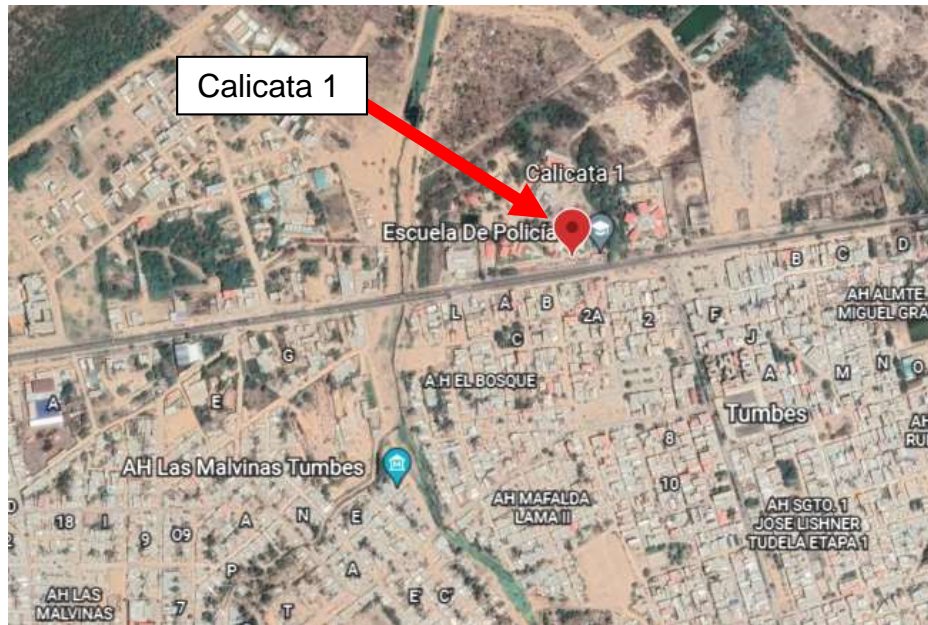 Calicata 1
Calicata 1
Escuela De Policía
B
C
D
L
A
B
2A
2
F
AH ALMTE.
MIGUEL GRA
C
J
G
A
M
N
O
A.H EL BOSQUE
A
E
Tumbes
AH
RU
8
AH Las Malvinas Tumbes
10
AH MAFALDA
LAMA II
AH SGTO. 1
JOSE LISHNER
TUDELA ETAPA 1
18
I
9
09
A
N
E
P
A
AH LAS
MALVINAS
7
T
E'
C'